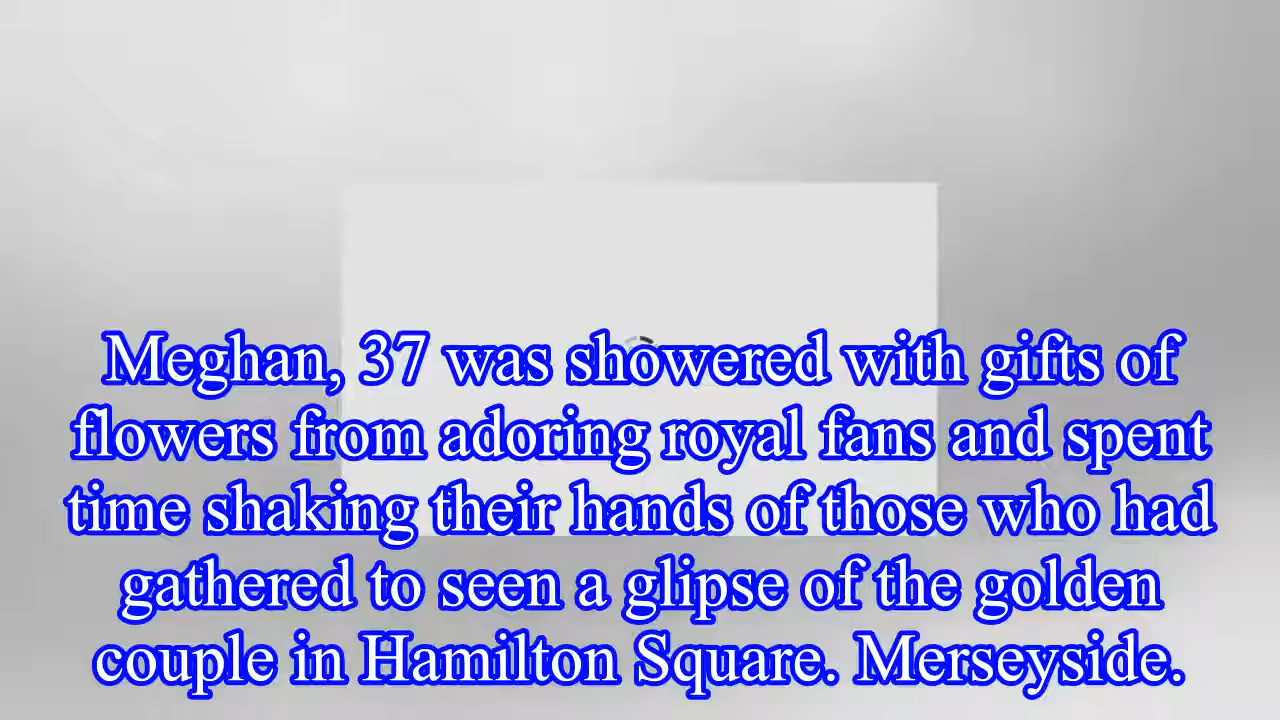 Meghan, 37 was showered with gifts of
flowers from adoring royal fans and spent
time shaking their hands of those who had
gathered to seen a glipse of the golden
couple in Hamilton Square. Merseyside.